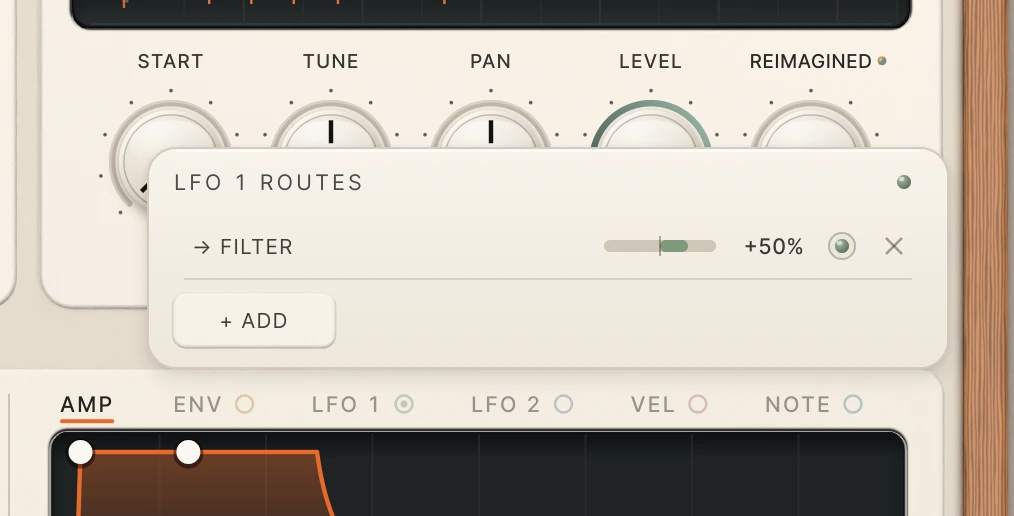 START TUNE PAN LEVEL REIMAGINED
LFO 1 ROUTES
→ FILTER +50%
+ ADD
AMP ENV LFO 1 LFO 2 VEL NOTE